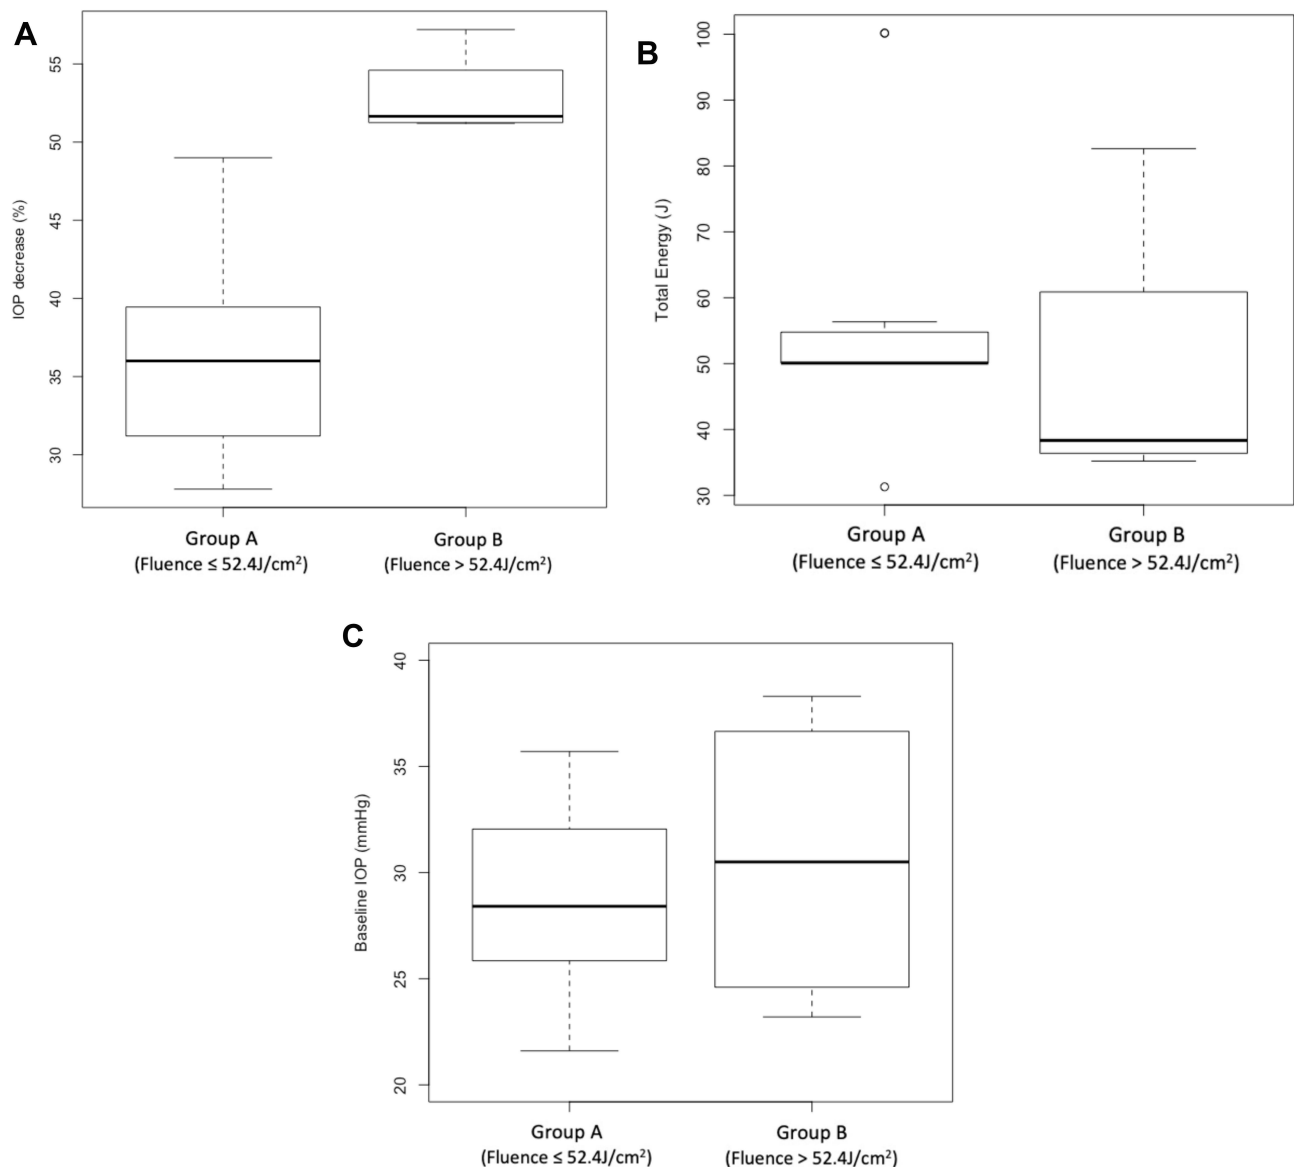 A
IOP decrease (%)
55
50
45
40
35
30
Group A
(Fluence ≤ 52.4J/cm²)
Group B
(Fluence > 52.4J/cm²)
B
Total Energy (J)
100
90
80
70
60
50
40
30
Group A
(Fluence ≤ 52.4J/cm²)
Group B
(Fluence > 52.4J/cm²)
C
Baseline IOP (mmHg)
40
35
30
25
20
Group A
(Fluence ≤ 52.4J/cm²)
Group B
(Fluence > 52.4J/cm²)